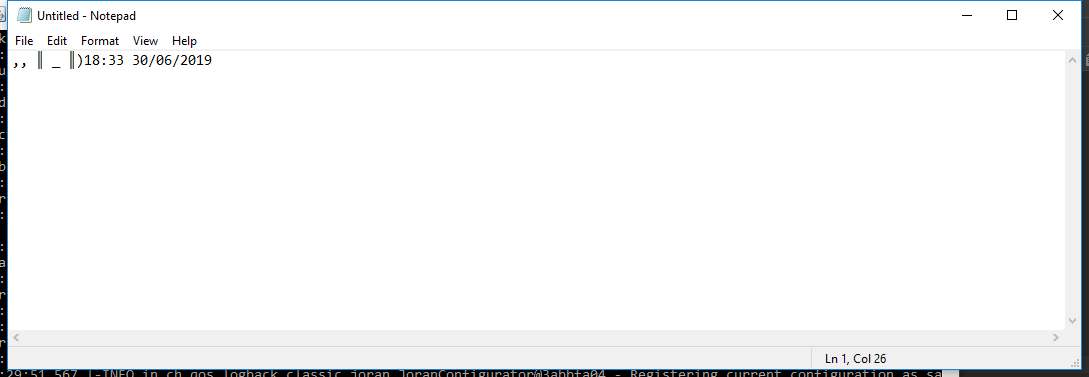 Untitled - Notepad
File Edit Format View Help
,, ‖ _ ‖)18:33 30/06/2019
k
:
u
:
d
:
c
:
b
:
r
:
:
a
:
r
:
:
r
:
Ln 1, Col 26
:29:51,567 |-INFO in ch.qos.logback.classic.joran.JoranConfigurator@3abbfa04 - Registering current configuration as sa